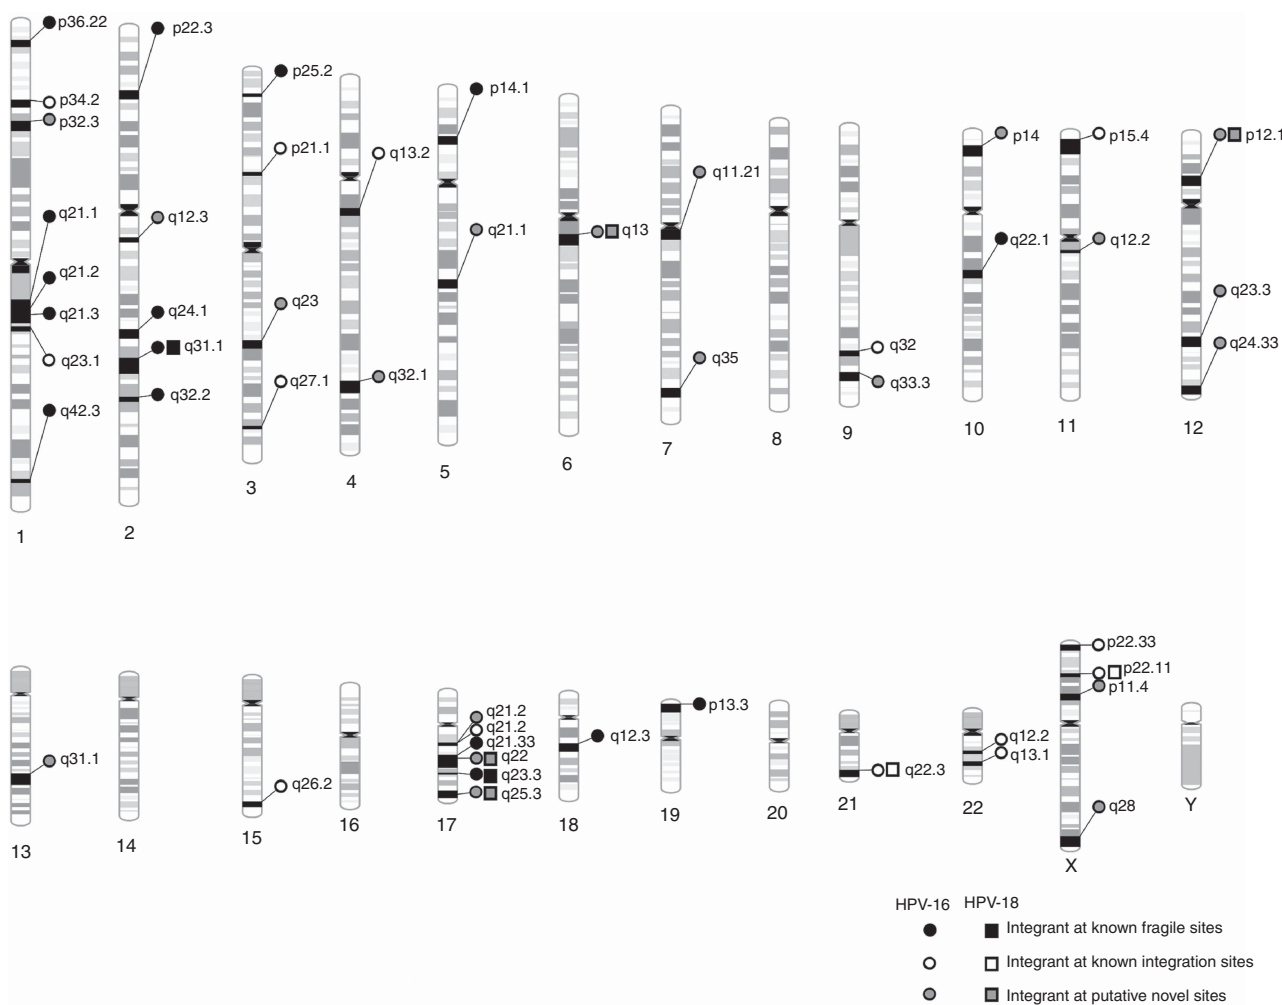 p36.22
p34.2
p32.3
q21.1
q21.2
q21.3
q23.1
q42.3
1
p22.3
q12.3
q24.1
q31.1
q32.2
2
p25.2
p21.1
q23
q27.1
3
q13.2
q32.1
4
p14.1
q21.1
5
q13
6
q11.21
q35
7
8
q32
q33.3
9
p14
q22.1
10
p15.4
q12.2
11
p12.1
q23.3
q24.33
12
q31.1
13
14
q26.2
15
16
q21.2
q21.2
q21.33
q22
q23.3
q25.3
17
q12.3
18
p13.3
19
20
q22.3
21
q12.2
q13.1
22
p22.33
p22.11
p11.4
q28
X
Y
HPV-16 HPV-18
Integrant at known fragile sites
Integrant at known integration sites
Integrant at putative novel sites